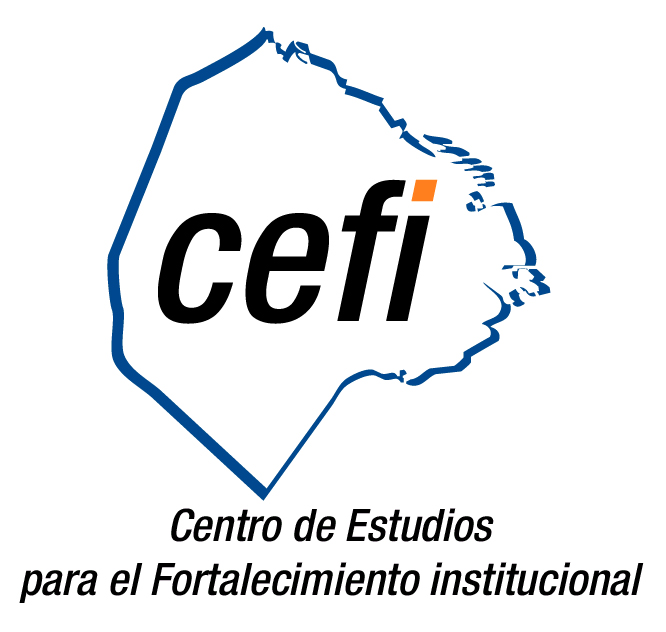 cefi
Centro de Estudios
para el Fortalecimiento institucional